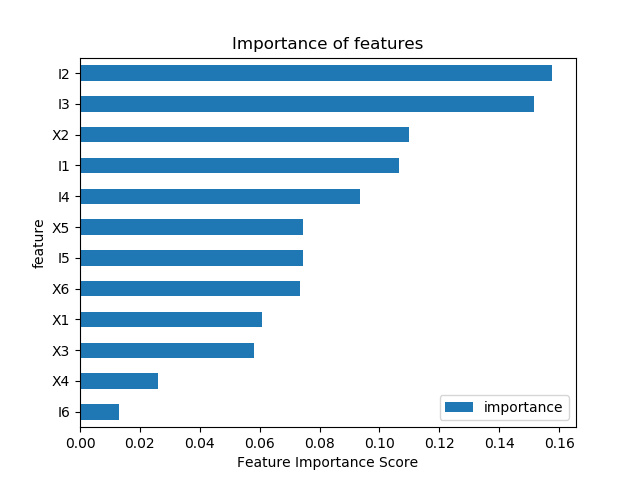 Importance of features
I2
I3
X2
I1
I4
X5
I5
X6
X1
X3
X4
I6
feature
importance
0.00 0.02 0.04 0.06 0.08 0.10 0.12 0.14 0.16
Feature Importance Score